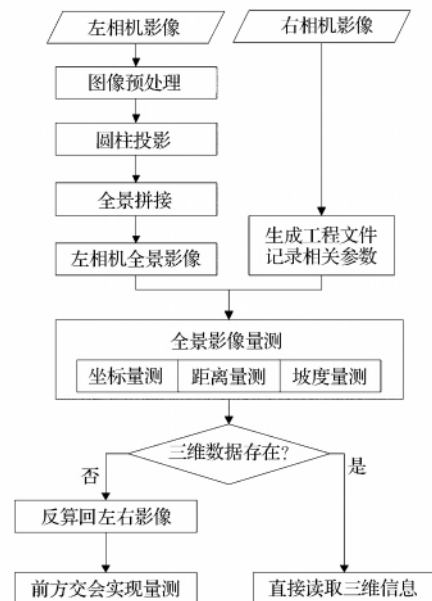 左相机影像
右相机影像
图像预处理
圆柱投影
全景拼接
左相机全景影像
生成工程文件
记录相关参数
全景影像量测
坐标量测
距离量测
坡度量测
三维数据存在?
否
是
反算回左右影像
前方交会实现量测
直接读取三维信息